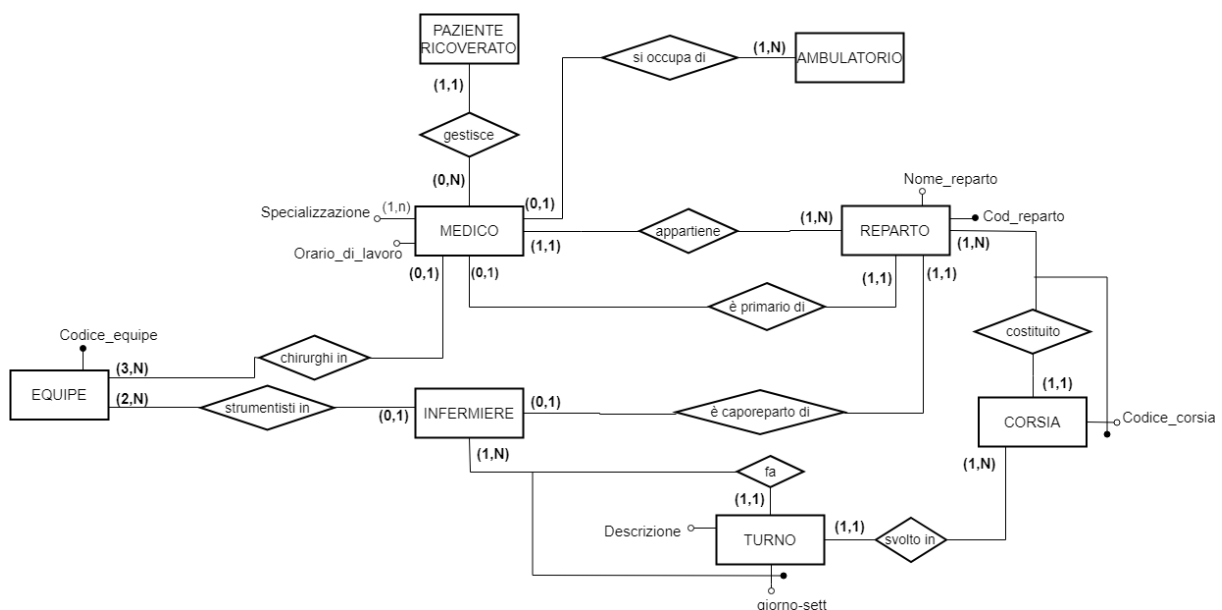 PAZIENTE
RICOVERATO
(1,1)
gestisce
(0,N)
si occupa di
(1,N)
AMBULATORIO
Nome_reparto
Cod_reparto
Specializzazione
(1,n)
Orario_di_lavoro
MEDICO
(0,1)
(1,1)
appartiene
(1,N)
REPARTO
(1,N)
(0,1)
(0,1)
è primario di
(1,1)
(1,1)
costituito
Codice_equipe
(3,N)
chirurghi in
EQUIPE
(2,N)
strumentisti in
(0,1)
INFERMIERE
(0,1)
è caporeparto di
(1,1)
CORSIA
Codice_corsia
(1,N)
(1,N)
fa
(1,1)
Descrizione
TURNO
(1,1)
svolto in
giorno-sett